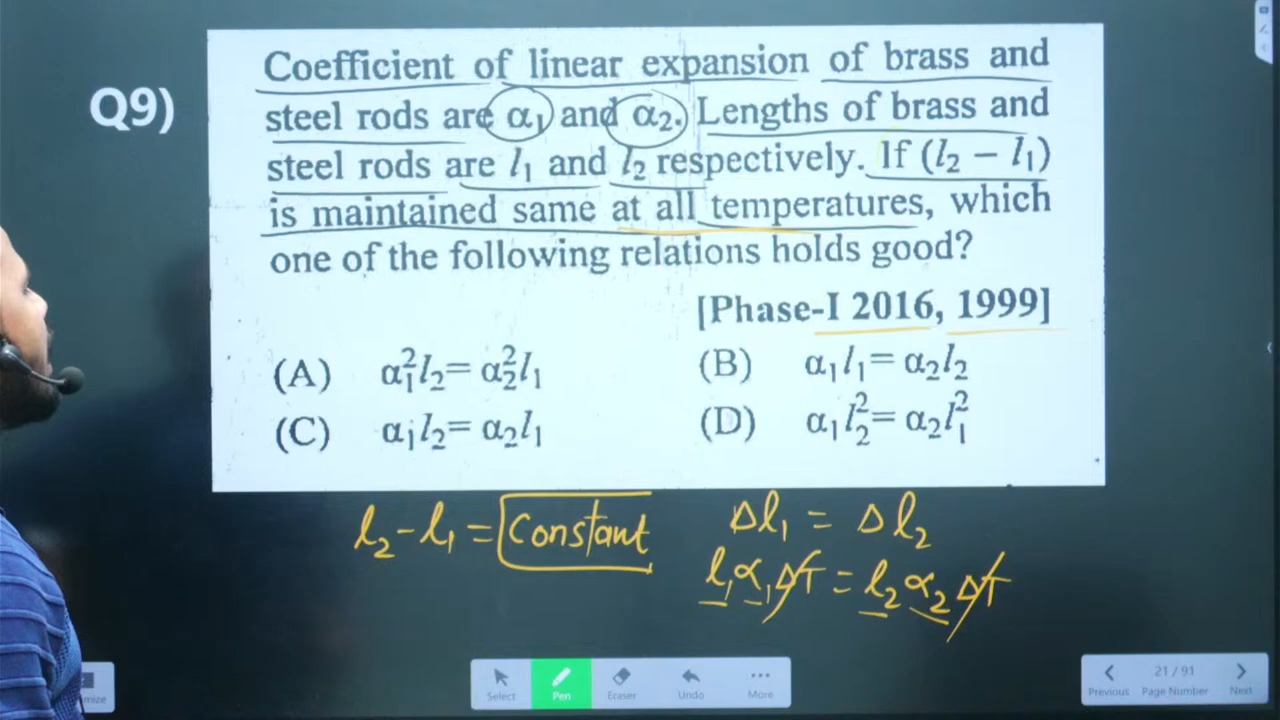 Q9)
Coefficient of linear expansion of brass and
steel rods are α₁ and α₂. Lengths of brass and
steel rods are l₁ and l₂ respectively. If (l₂ − l₁)
is maintained same at all temperatures, which
one of the following relations holds good?
[Phase-I 2016, 1999]
(A) α₁²l₂= α₂²l₁
(B) α₁l₁= α₂l₂
(C) α₁l₂= α₂l₁
(D) α₁l₂²= α₂l₁²
l₂-l₁ = Constant
Δl₁ = Δl₂
l₁α₁ΔT = l₂α₂ΔT
Select Pen Eraser Undo More
Previous 21 / 91 Page Number Next